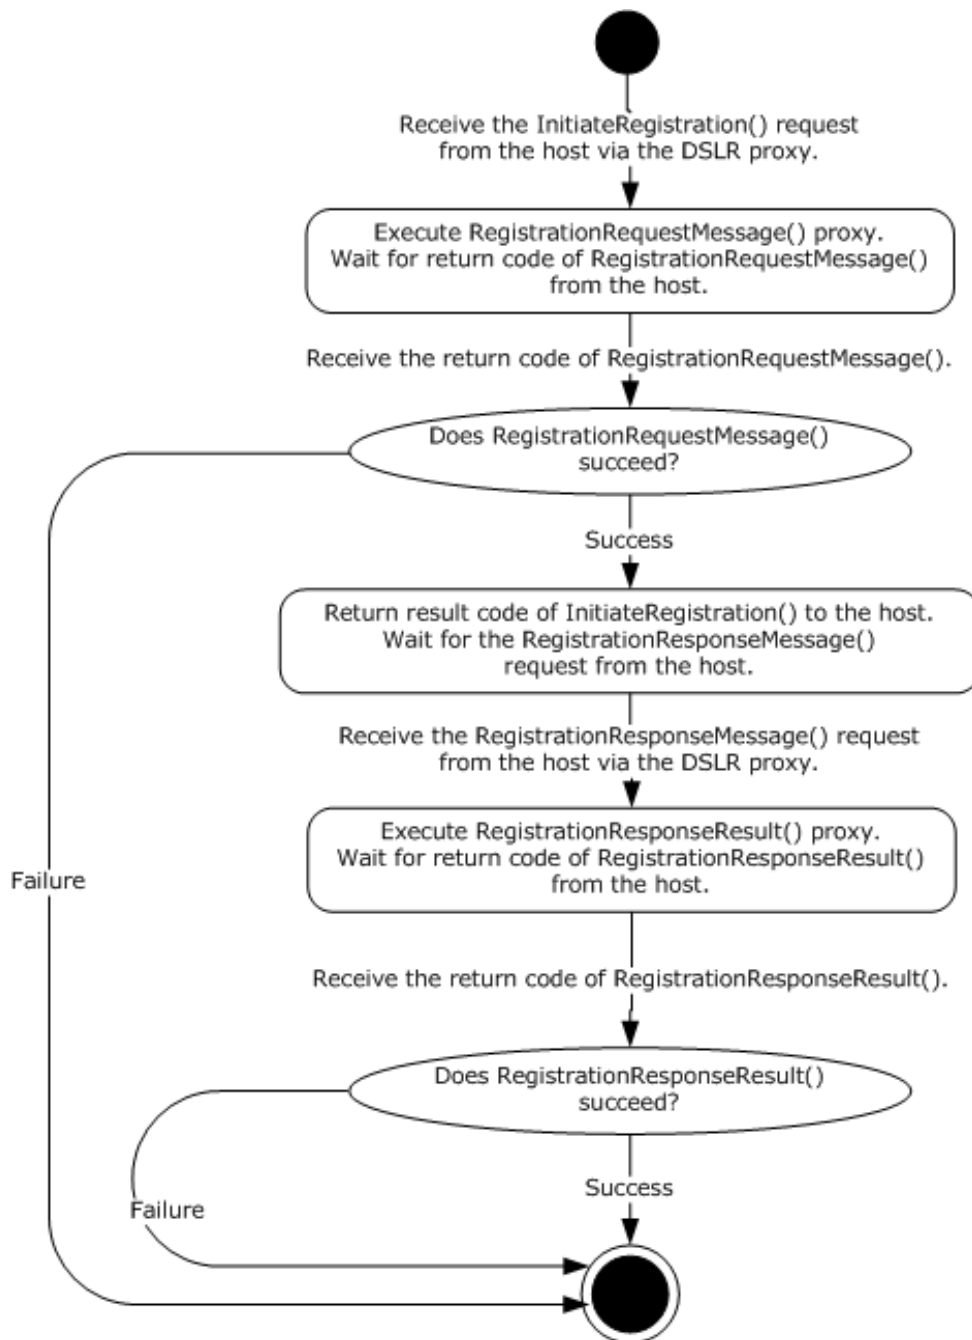 Receive the InitiateRegistration() request
from the host via the DSLR proxy.
Execute RegistrationRequestMessage() proxy.
Wait for return code of RegistrationRequestMessage()
from the host.
Receive the return code of RegistrationRequestMessage().
Does RegistrationRequestMessage()
succeed?
Success
Return result code of InitiateRegistration() to the host.
Wait for the RegistrationResponseMessage()
request from the host.
Receive the RegistrationResponseMessage() request
from the host via the DSLR proxy.
Execute RegistrationResponseResult() proxy.
Wait for return code of RegistrationResponseResult()
from the host.
Failure
Receive the return code of RegistrationResponseResult().
Does RegistrationResponseResult()
succeed?
Success
Failure